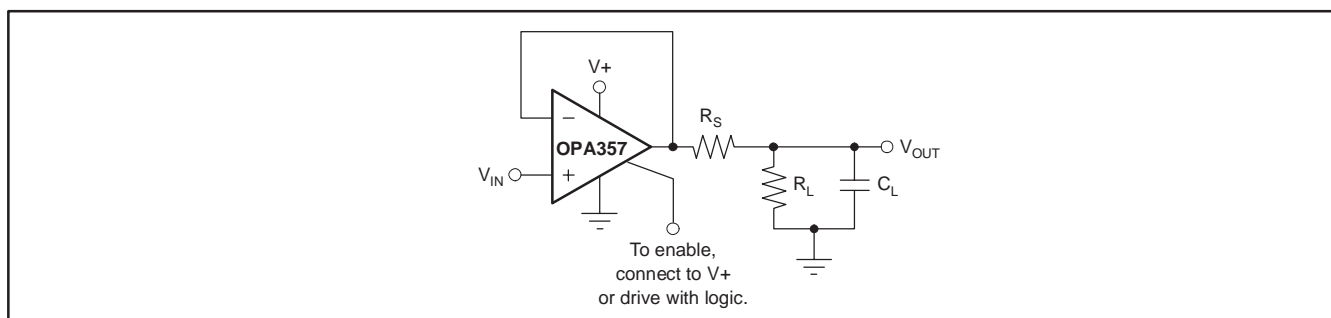 V+
R_S
−
OPA357
V_OUT
V_IN
+
R_L
C_L
To enable,
connect to V+
or drive with logic.